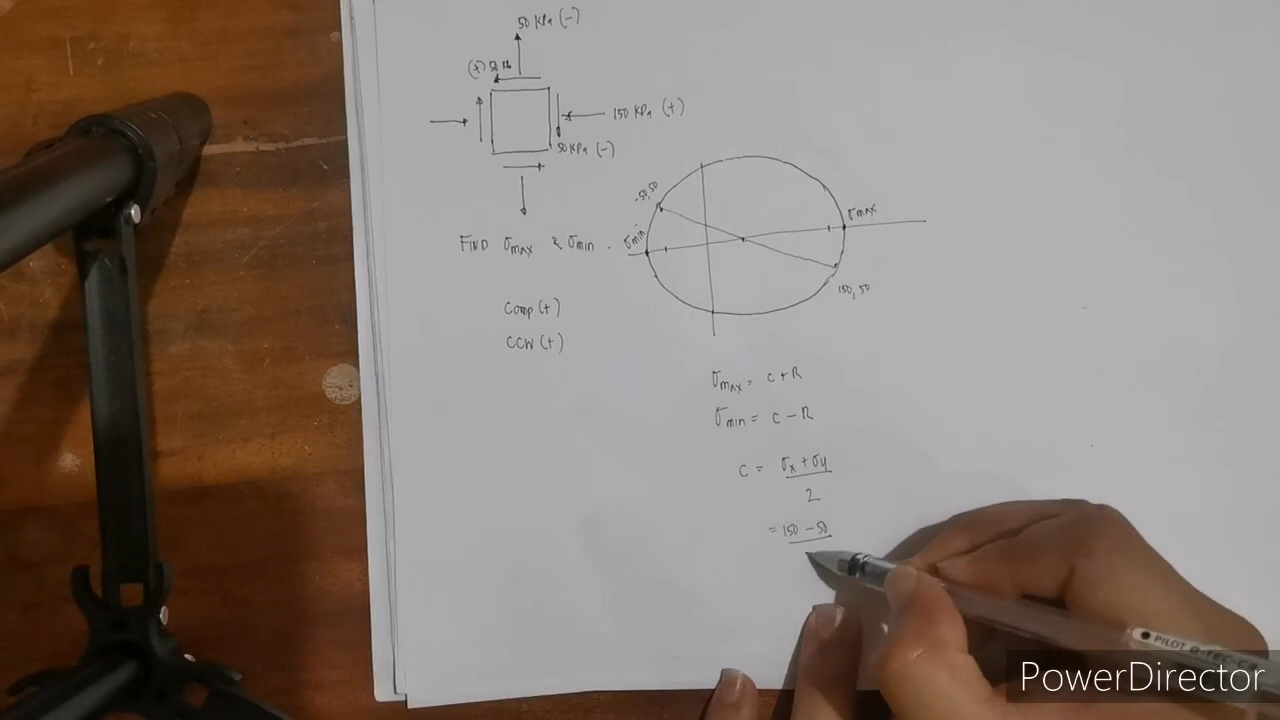 50 KPa (-)
(+) 50 KPa
150 KPa (+)
50 KPa (-)
-50, 50
σmax
σmin
FIND σmax & σmin.
150, 50
Comp (+)
CCW (+)
σmax = C + R
σmin = C - R
C = σx + σy
2
= 150 - 50
PILOT
PowerDirector